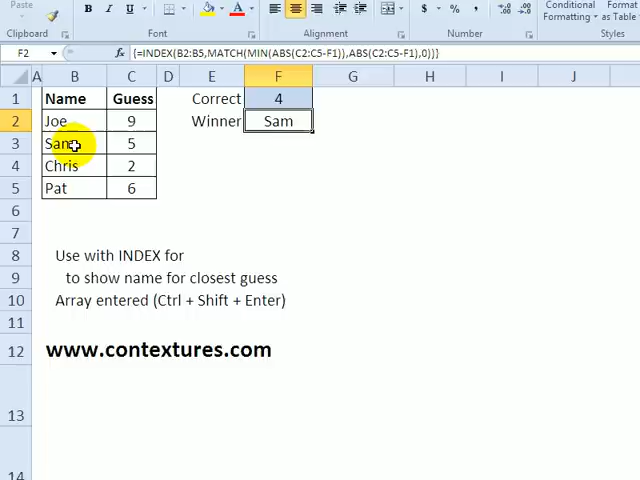 Paste
B I U
$ % ,
Conditional
Formatting
Format
as Table
Clipboard Font Alignment Number Styles
F2 fx {=INDEX(B2:B5,MATCH(MIN(ABS(C2:C5-F1)),ABS(C2:C5-F1),0))}
A B C D E F G H I J
1 Name Guess Correct 4
2 Joe 9 Winner Sam
3 Sam 5
4 Chris 2
5 Pat 6
6
7
8 Use with INDEX for
9 to show name for closest guess
10 Array entered (Ctrl + Shift + Enter)
11
12 www.contextures.com
13
14